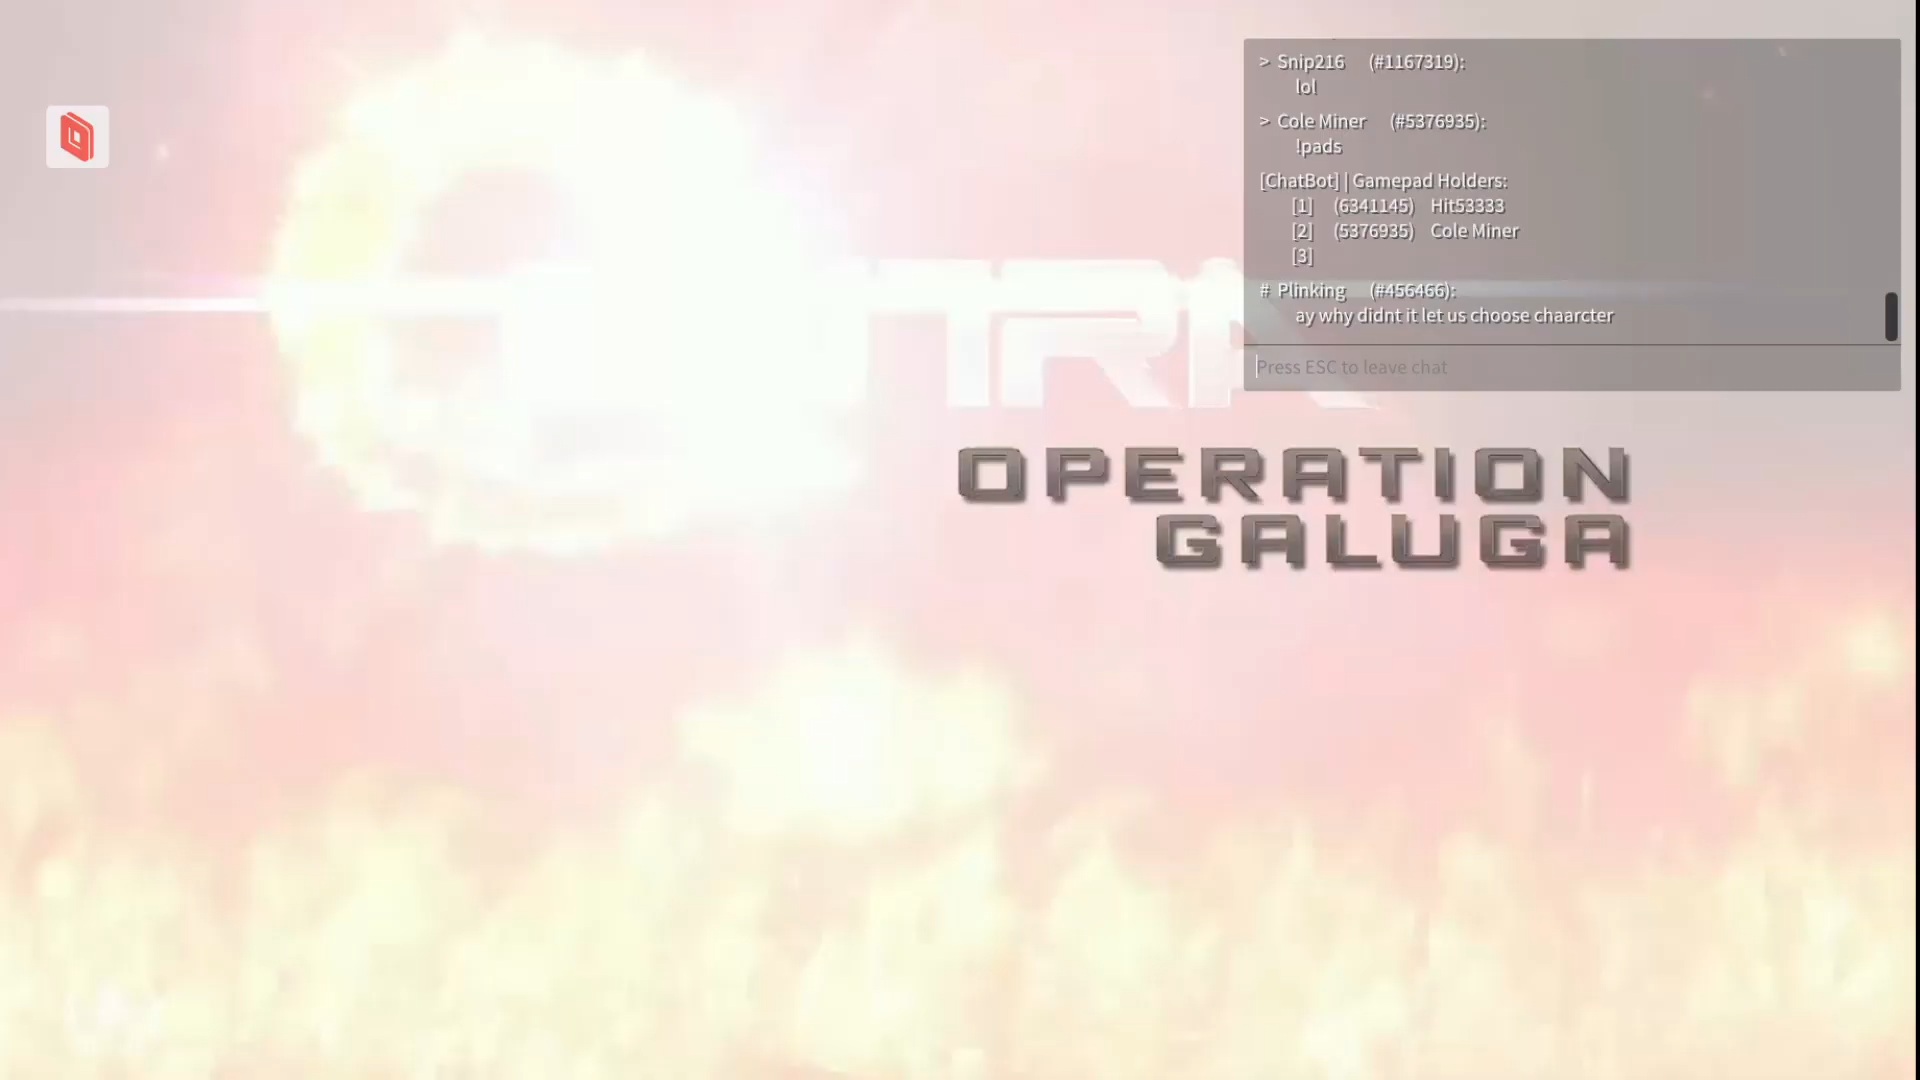 > Snip216 (#1167319):
lol
> Cole Miner (#5376935):
!pads
[ChatBot] | Gamepad Holders:
[1] (6341145) Hit53333
[2] (5376935) Cole Miner
[3]
# Plinking (#456466):
ay why didnt it let us choose chaarcter
Press ESC to leave chat
OPERATION
GALUGA